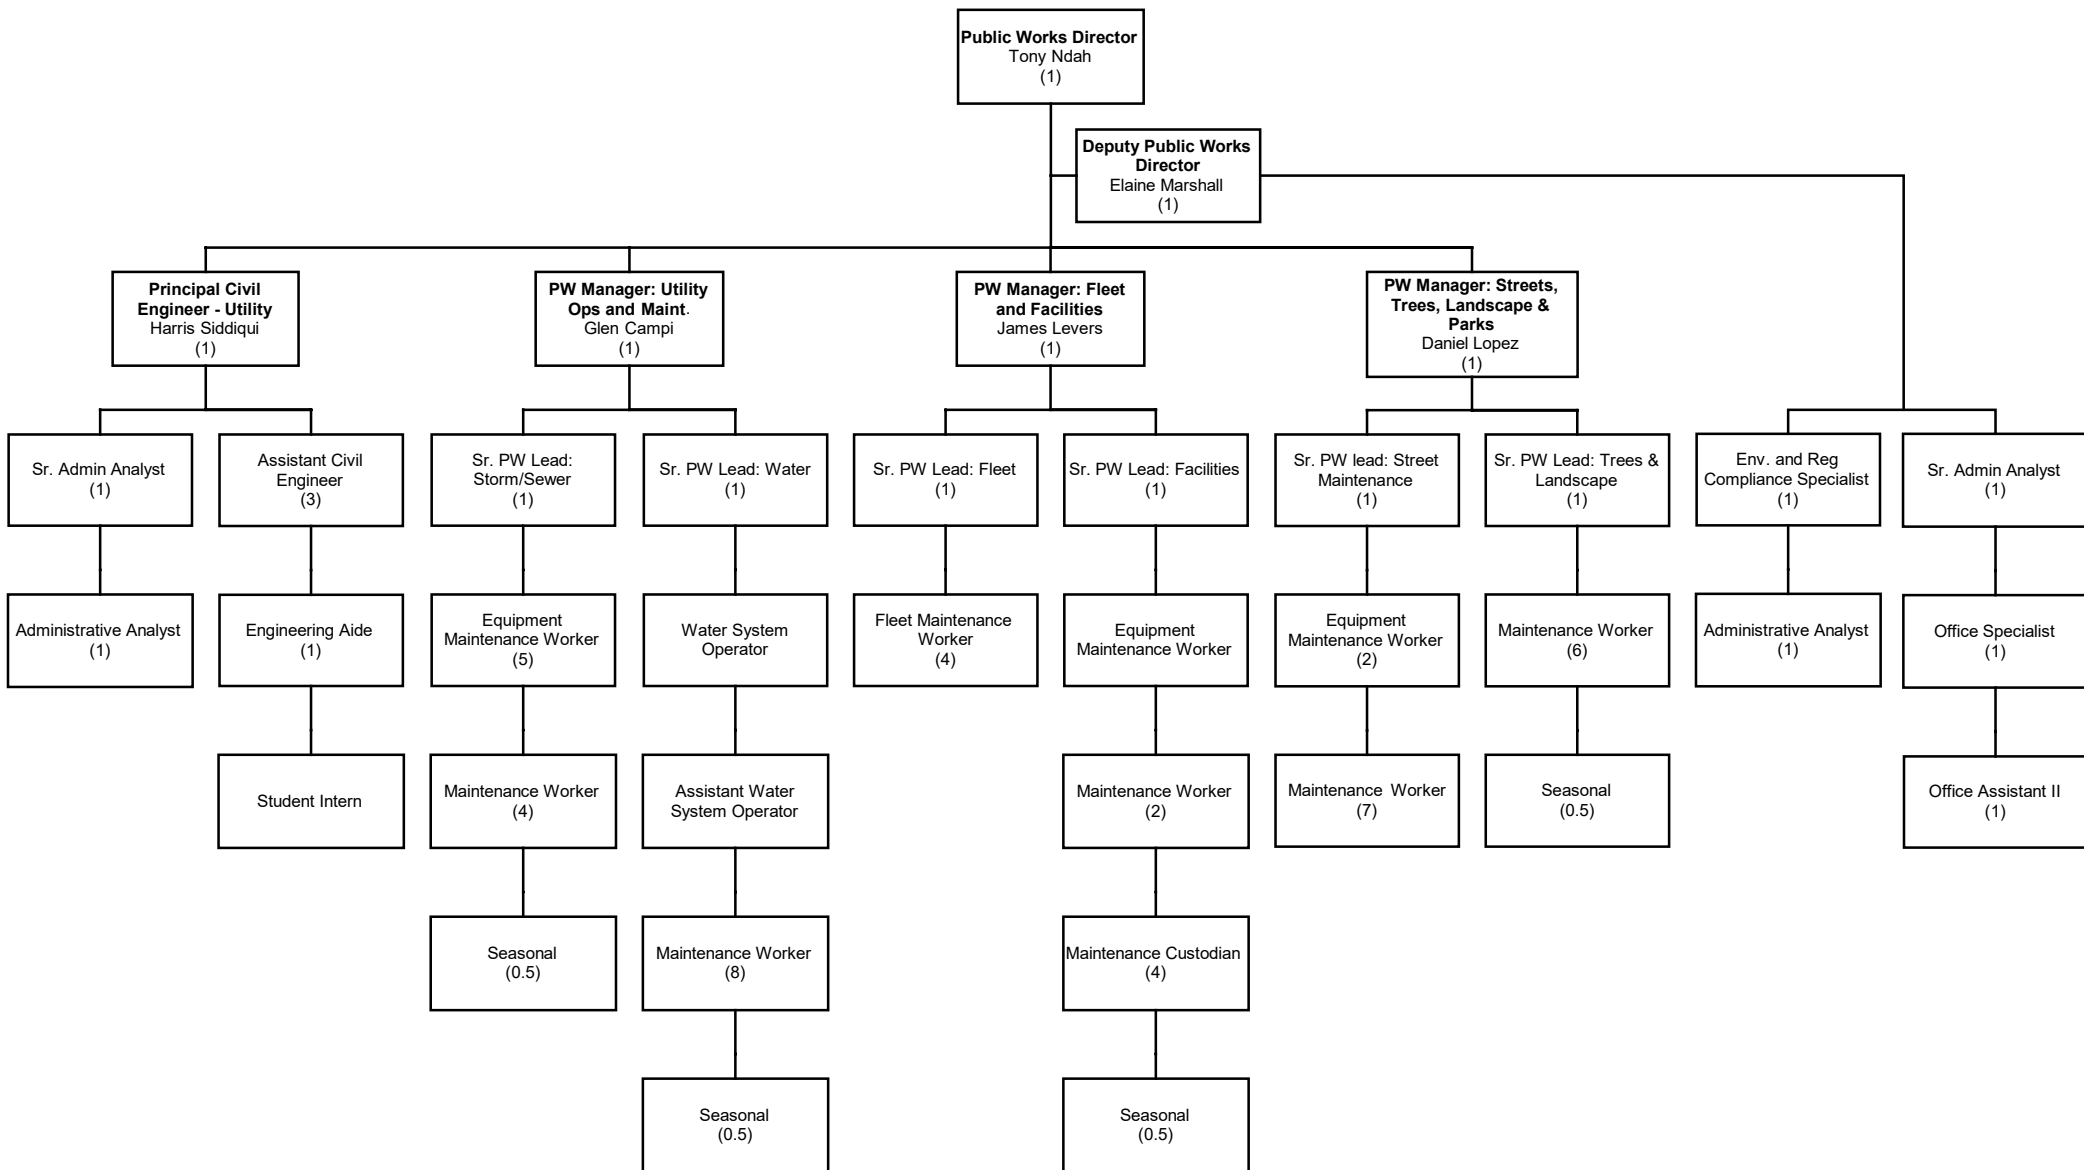 Public Works Director
Tony Ndah
(1)
Deputy Public Works
Director
Elaine Marshall
(1)
Principal Civil
Engineer - Utility
Harris Siddiqui
(1)
PW Manager: Utility
Ops and Maint.
Glen Campi
(1)
PW Manager: Fleet
and Facilities
James Levers
(1)
PW Manager: Streets,
Trees, Landscape &
Parks
Daniel Lopez
(1)
Sr. Admin Analyst
(1)
Assistant Civil
Engineer
(3)
Sr. PW Lead:
Storm/Sewer
(1)
Sr. PW Lead: Water
(1)
Sr. PW Lead: Fleet
(1)
Sr. PW Lead: Facilities
(1)
Sr. PW lead: Street
Maintenance
(1)
Sr. PW Lead: Trees &
Landscape
(1)
Env. and Reg
Compliance Specialist
(1)
Sr. Admin Analyst
(1)
Administrative Analyst
(1)
Engineering Aide
(1)
Equipment
Maintenance Worker
(5)
Water System
Operator
Fleet Maintenance
Worker
(4)
Equipment
Maintenance Worker
Equipment
Maintenance Worker
(2)
Maintenance Worker
(6)
Administrative Analyst
(1)
Office Specialist
(1)
Student Intern
Maintenance Worker
(4)
Assistant Water
System Operator
Maintenance Worker
(2)
Maintenance Worker
(7)
Seasonal
(0.5)
Office Assistant II
(1)
Seasonal
(0.5)
Maintenance Worker
(8)
Maintenance Custodian
(4)
Seasonal
(0.5)
Seasonal
(0.5)